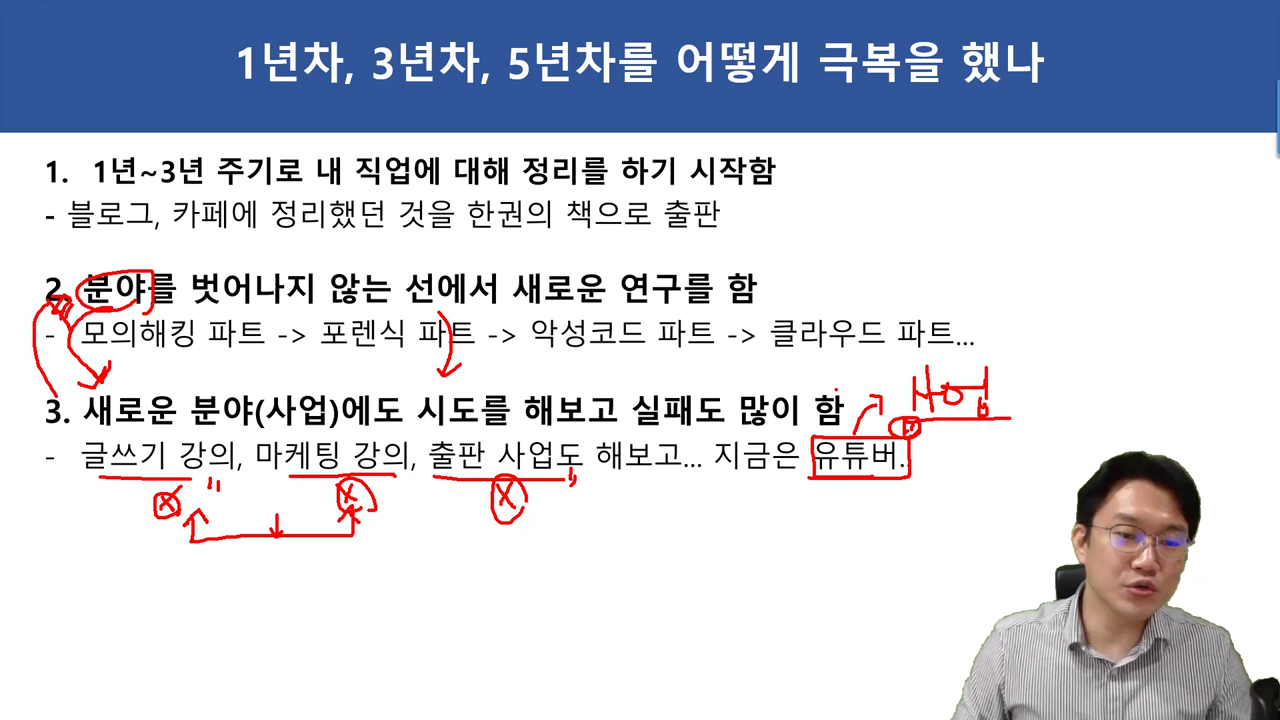 1년차, 3년차, 5년차를 어떻게 극복을 했나
1. 1년~3년 주기로 내 직업에 대해 정리를 하기 시작함
- 블로그, 카페에 정리했던 것을 한권의 책으로 출판
2. 분야를 벗어나지 않는 선에서 새로운 연구를 함
- 모의해킹 파트 -> 포렌식 파트 -> 악성코드 파트 -> 클라우드 파트...
3. 새로운 분야(사업)에도 시도를 해보고 실패도 많이 함
- 글쓰기 강의, 마케팅 강의, 출판 사업도 해보고... 지금은 유튜버.